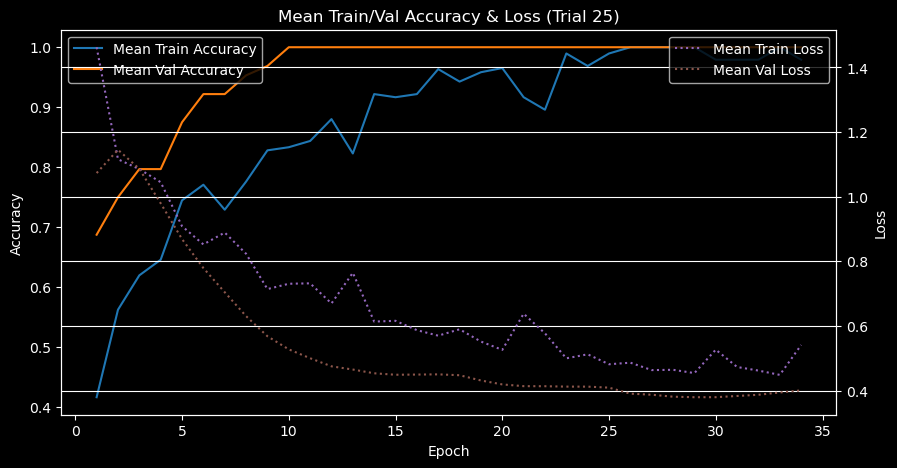 Mean Train/Val Accuracy & Loss (Trial 25)
Mean Train Accuracy
Mean Val Accuracy
Mean Train Loss
Mean Val Loss
1.0
0.9
0.8
0.7
0.6
0.5
0.4
Accuracy
1.4
1.2
1.0
0.8
0.6
0.4
Loss
0 5 10 15 20 25 30 35
Epoch